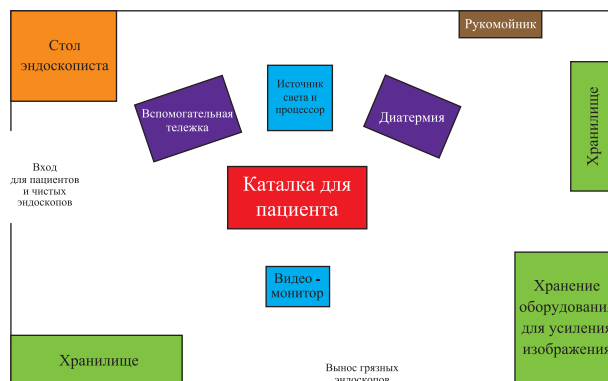 Рукомойник
Стол
эндоскописта
Источник
света и
процессор
Вспомогательная
тележка
Диатермия
Хранилище
Вход
для пациентов
и чистых
эндоскопов
Каталка для
пациента
Видео -
монитор
Хранение
оборудования
для усиления
изображения
Хранилище
Вынос грязных
эндоскопов